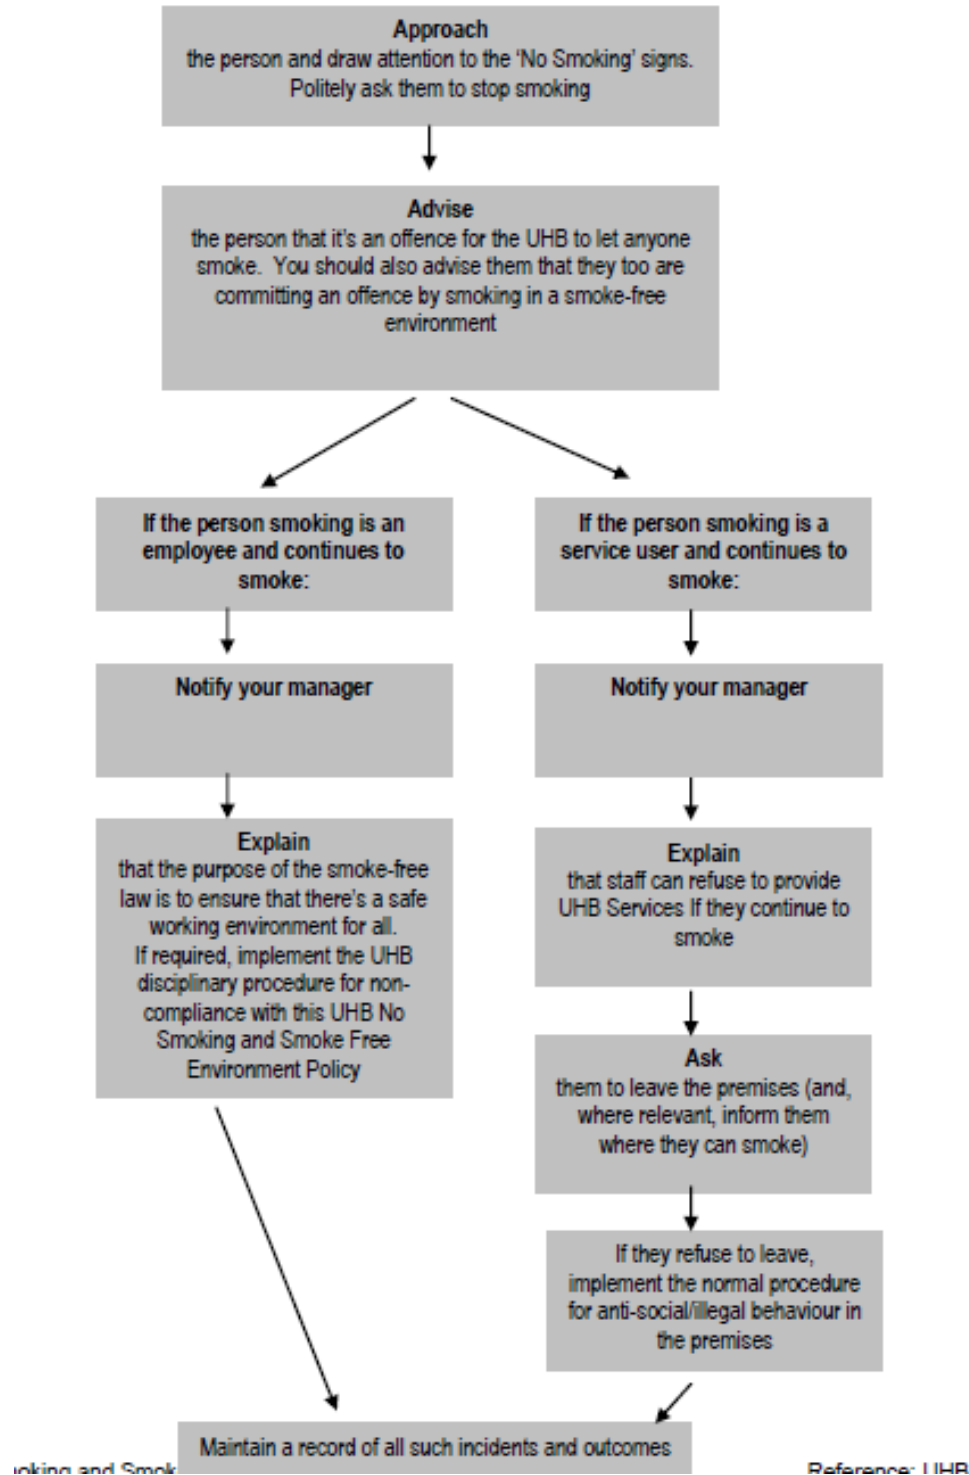 Approach
the person and draw attention to the 'No Smoking' signs.
Politely ask them to stop smoking
Advise
the person that it's an offence for the UHB to let anyone
smoke. You should also advise them that they too are
committing an offence by smoking in a smoke-free
environment
If the person smoking is an
employee and continues to
smoke:
Notify your manager
Explain
that the purpose of the smoke-free
law is to ensure that there's a safe
working environment for all.
If required, implement the UHB
disciplinary procedure for non-
compliance with this UHB No
Smoking and Smoke Free
Environment Policy
If the person smoking is a
service user and continues to
smoke:
Notify your manager
Explain
that staff can refuse to provide
UHB Services If they continue to
smoke
Ask
them to leave the premises (and,
where relevant, inform them
where they can smoke)
If they refuse to leave,
implement the normal procedure
for anti-social/illegal behaviour in
the premises
Maintain a record of all such incidents and outcomes
and Smok
Reference: UHB